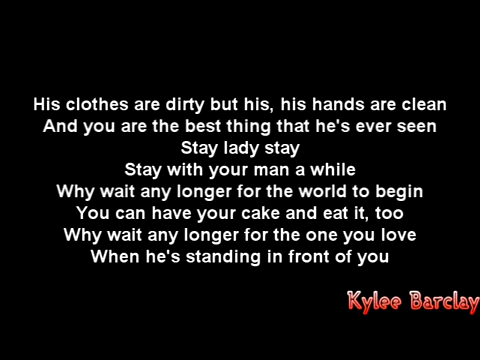 His clothes are dirty but his, his hands are clean
And you are the best thing that he's ever seen
Stay lady stay
Stay with your man a while
Why wait any longer for the world to begin
You can have your cake and eat it, too
Why wait any longer for the one you love
When he's standing in front of you
Kylee Barclay